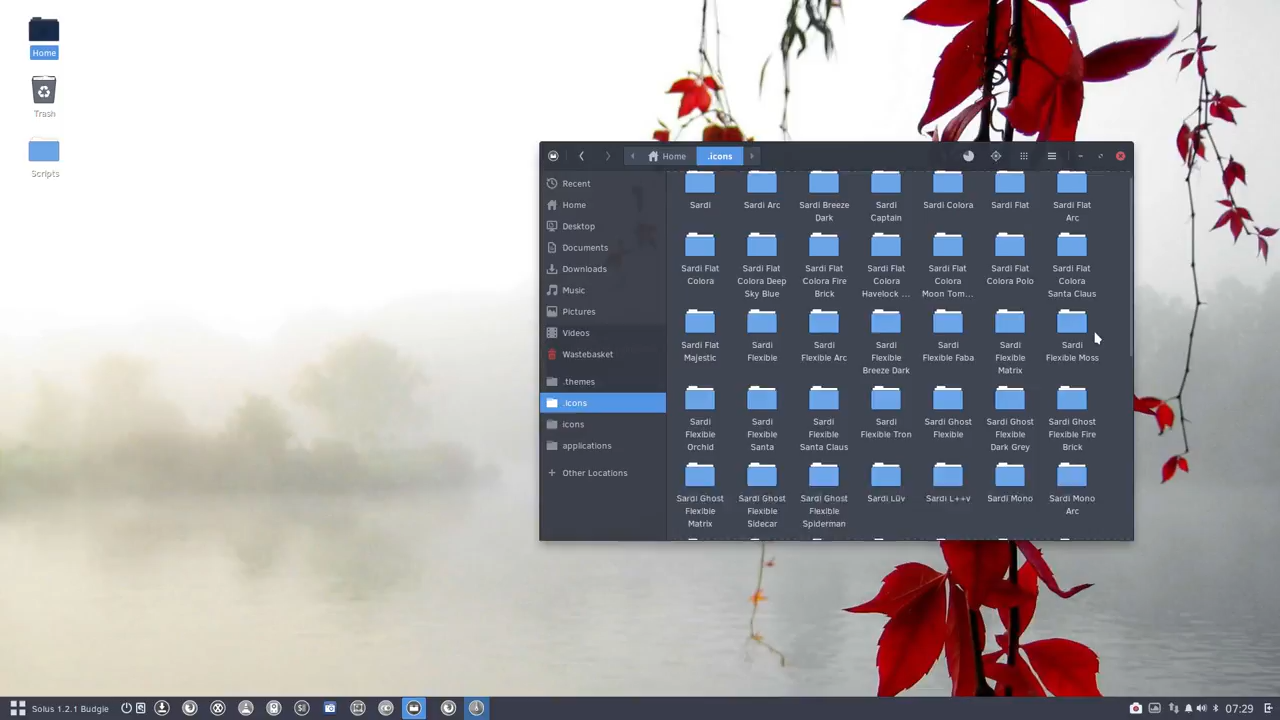 Home
Trash
Scripts
Home
.icons
Recent
Home
Desktop
Documents
Downloads
Music
Pictures
Videos
Wastebasket
.themes
.icons
icons
applications
Other Locations
Sardi
Sardi Arc
Sardi Breeze
Dark
Sardi
Captain
Sardi Colora
Sardi Flat
Sardi Flat
Arc
Sardi Flat
Colora
Sardi Flat
Colora Deep
Sky Blue
Sardi Flat
Colora Fire
Brick
Sardi Flat
Colora
Havelock ...
Sardi Flat
Colora
Moon Tom...
Sardi Flat
Colora Polo
Sardi Flat
Colora
Santa Claus
Sardi Flat
Majestic
Sardi
Flexible
Sardi
Flexible Arc
Sardi
Flexible
Breeze Dark
Sardi
Flexible Faba
Sardi
Flexible
Matrix
Sardi
Flexible Moss
Sardi
Flexible
Orchid
Sardi
Flexible
Santa
Sardi
Flexible
Santa Claus
Sardi
Flexible Tron
Sardi Ghost
Flexible
Sardi Ghost
Flexible
Dark Grey
Sardi Ghost
Flexible Fire
Brick
Sardi Ghost
Flexible
Matrix
Sardi Ghost
Flexible
Sidecar
Sardi Ghost
Flexible
Spiderman
Sardi Lüv
Sardi L++v
Sardi Mono
Sardi Mono
Arc
Solus 1.2.1 Budgie
07:29